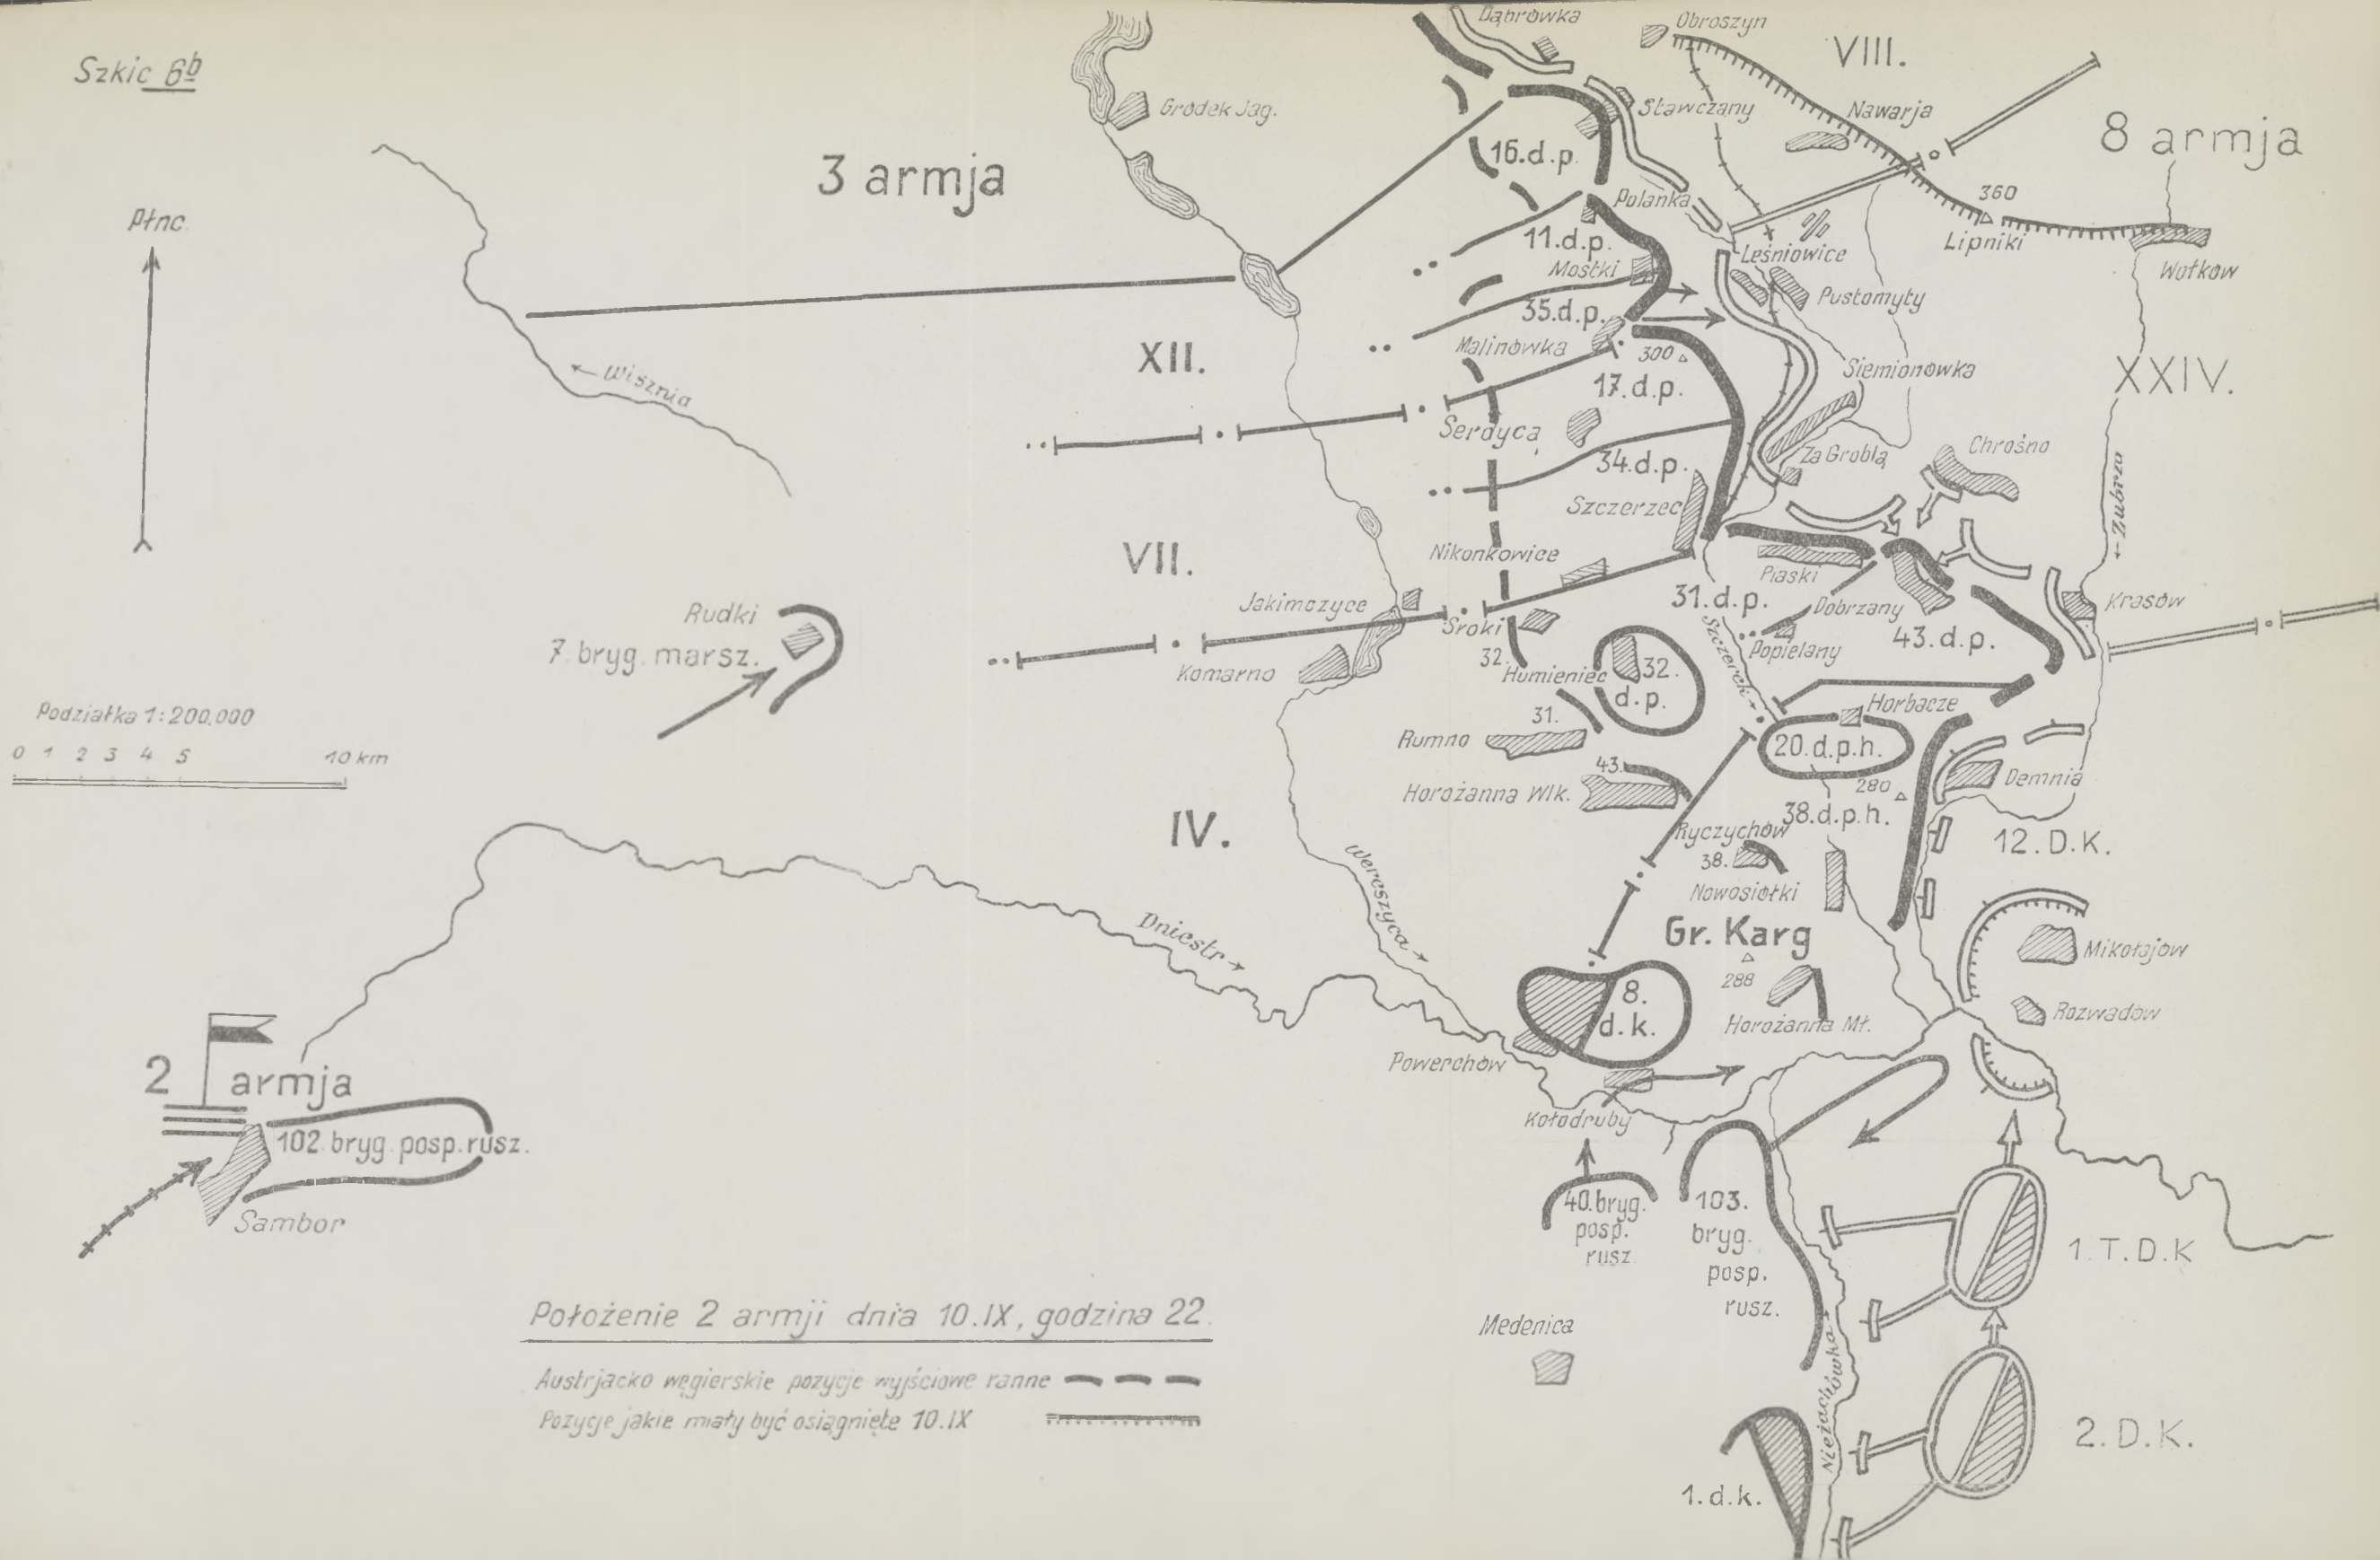 Szkic 6b
Dąbrówka
Obroszyn
VIII.
Gródek Jag.
Stawczany
Nawarja
8 armja
3 armja
16.d.p.
Płnc
Polanka
360
11.d.p.
Lipniki
Mostki
Leśniowice
Wołków
Pustomyty
35.d.p.
XII.
Malinówka
300
Siemionówka
← Wisznia
17.d.p.
XXIV.
Serdyca
Za Groblą
Chrośno
34.d.p.
← Zubrza
Szczerzec
VII.
Nikonkowice
Piaski
Jakimczyce
31.d.p.
Dobrzany
Krasów
Rudki
Sroki
43.d.p.
7. bryg. marsz.
32.
Szczerek →
Popielany
Komarno
Humieniec
32.
d.p.
Podziałka 1:200.000
31.
Horbacze
Rumno
20.d.p.h.
0 1 2 3 4 5 10 km
43.
Demnia
Horożanna Wlk.
280
38.d.p.h.
IV.
Ryczychów
12.D.K.
38.
Wereszyca →
Nowosiołki
Dniestr →
Gr. Karg
Mikołajów
288
8.
d.k.
Rozwadów
Horożanna Mł.
Powerchów
2 armja
Kołodruby
102. bryg. posp. rusz.
40. bryg.
posp.
rusz.
103.
bryg.
posp.
rusz.
Sambor
1.T.D.K
Położenie 2 armji dnia 10.IX, godzina 22.
Medenica
Nieżachówka →
Austrjacko węgierskie pozycje wyjściowe ranne
Pozycje jakie miały być osiągnięte 10.IX
2.D.K.
1.d.k.